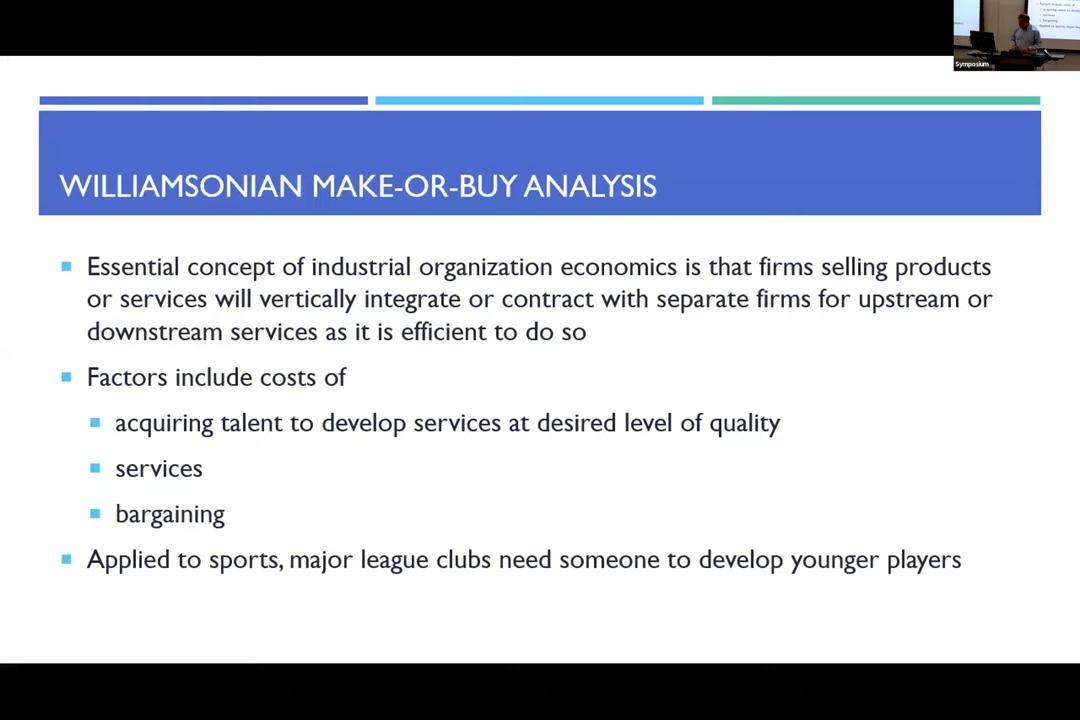 Symposium
WILLIAMSONIAN MAKE-OR-BUY ANALYSIS
Essential concept of industrial organization economics is that firms selling products
or services will vertically integrate or contract with separate firms for upstream or
downstream services as it is efficient to do so
Factors include costs of
acquiring talent to develop services at desired level of quality
services
bargaining
Applied to sports, major league clubs need someone to develop younger players